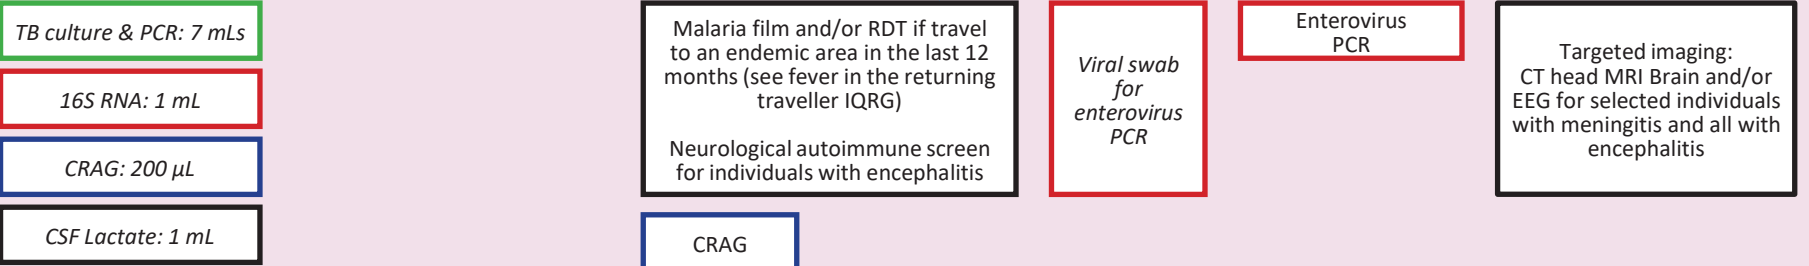 TB culture & PCR: 7 mLs
16S RNA: 1 mL
CRAG: 200 µL
CSF Lactate: 1 mL
Malaria film and/or RDT if travel
to an endemic area in the last 12
months (see fever in the returning
traveller IQRG)
Neurological autoimmune screen
for individuals with encephalitis
CRAG
Viral swab
for
enterovirus
PCR
Enterovirus
PCR
Targeted imaging:
CT head MRI Brain and/or
EEG for selected individuals
with meningitis and all with
encephalitis